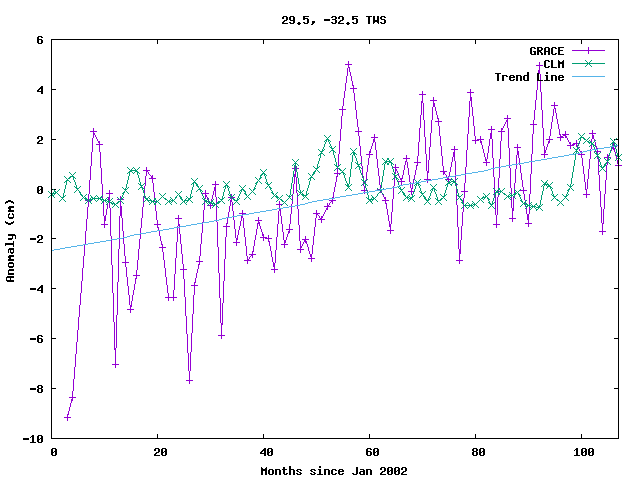 29.5, -32.5 TWS
GRACE
CLM
Trend Line
6
4
2
0
-2
-4
-6
-8
-10
Anomaly (cm)
0 20 40 60 80 100
Months since Jan 2002